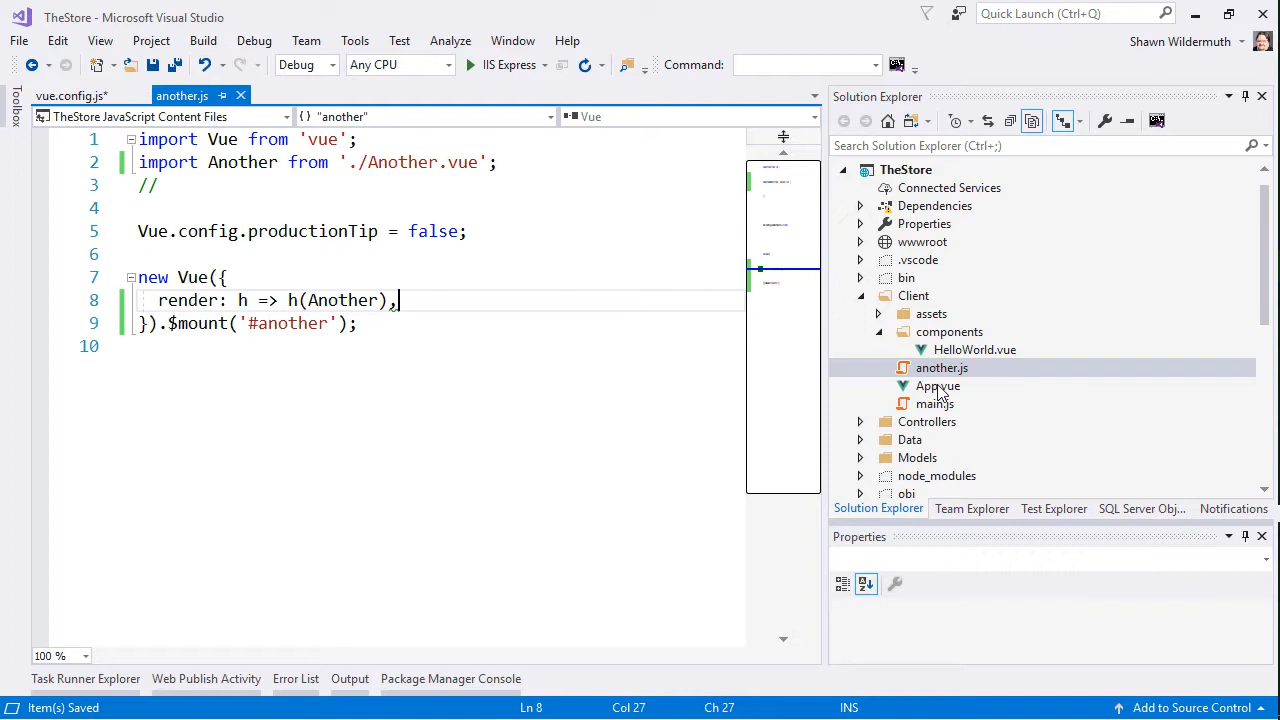 TheStore - Microsoft Visual Studio
Quick Launch (Ctrl+;)
File Edit View Project Build Debug Team Tools Test Analyze Window Help
Shawn Wildermuth
Debug Any CPU IIS Express Command:
Toolbox
vue.config.js* another.js
TheStore JavaScript Content Files {} "another" Vue
1 import Vue from 'vue';
2 import Another from './Another.vue';
3 //
4
5 Vue.config.productionTip = false;
6
7 new Vue({
8 render: h => h(Another),
9 }).$mount('#another');
10
100 %
Solution Explorer
Search Solution Explorer (Ctrl+;)
TheStore
Connected Services
Dependencies
Properties
wwwroot
.vscode
bin
Client
assets
components
HelloWorld.vue
another.js
App.vue
main.js
Controllers
Data
Models
node_modules
obj
Solution Explorer Team Explorer Test Explorer SQL Server Obj... Notifications
Properties
Task Runner Explorer Web Publish Activity Error List Output Package Manager Console
Item(s) Saved Ln 8 Col 27 Ch 27 INS Add to Source Control